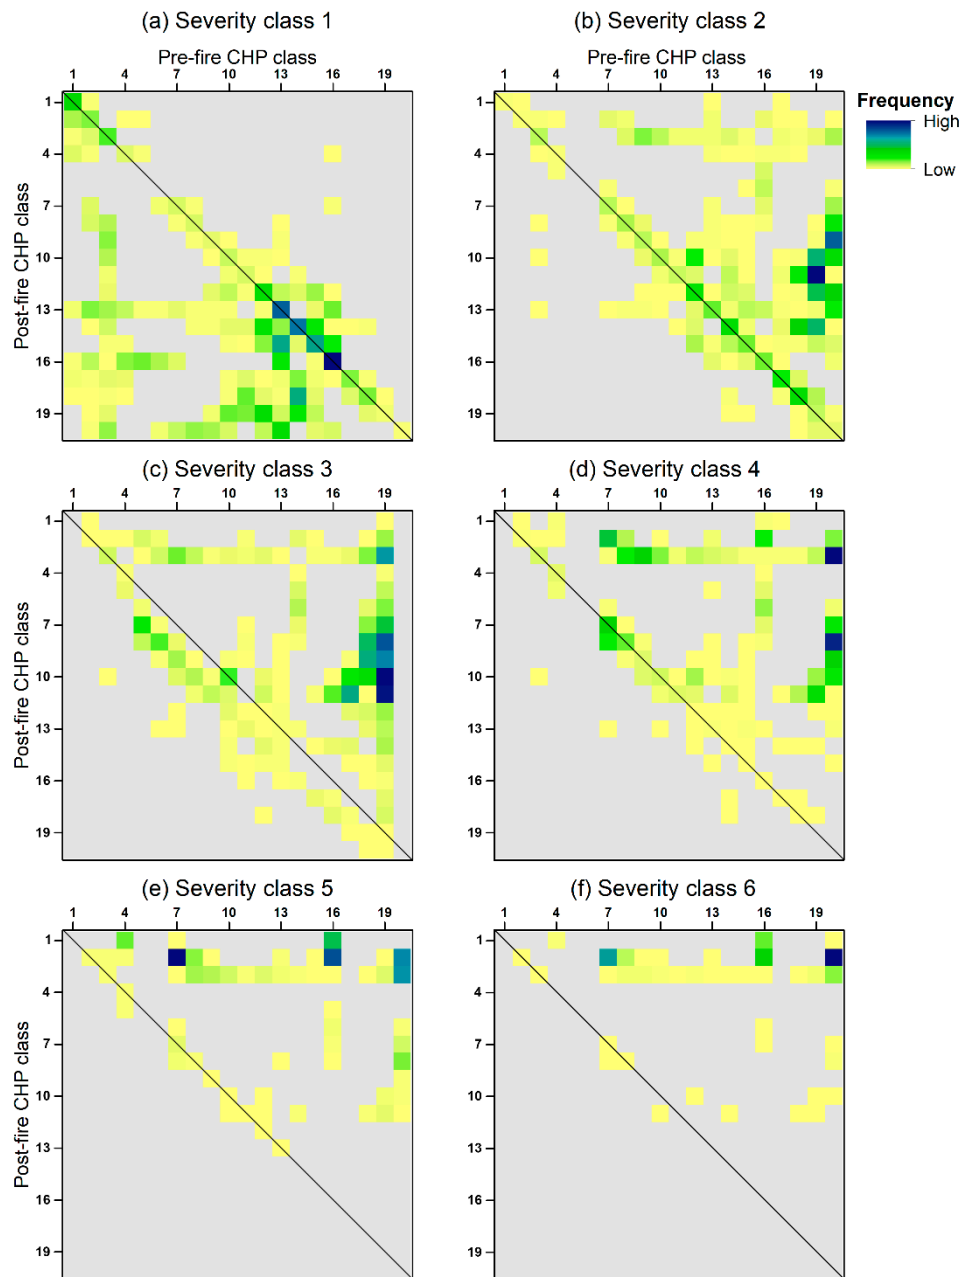 (a) Severity class 1
(b) Severity class 2
Pre-fire CHP class
Pre-fire CHP class
1 4 7 10 13 16 19
1 4 7 10 13 16 19
Frequency
High
Low
Post-fire CHP class
1
4
7
10
13
16
19
1
4
7
10
13
16
19
(c) Severity class 3
(d) Severity class 4
1 4 7 10 13 16 19
1 4 7 10 13 16 19
Post-fire CHP class
1
4
7
10
13
16
19
1
4
7
10
13
16
19
(e) Severity class 5
(f) Severity class 6
1 4 7 10 13 16 19
1 4 7 10 13 16 19
Post-fire CHP class
1
4
7
10
13
16
19
1
4
7
10
13
16
19